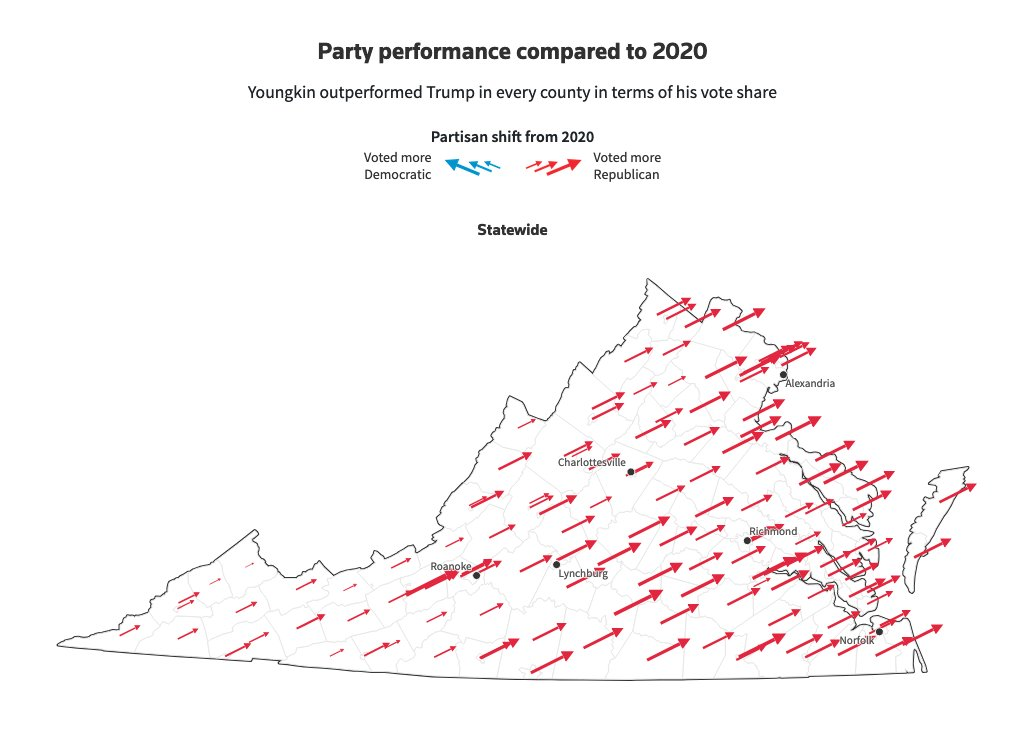 Party performance compared to 2020
Youngkin outperformed Trump in every county in terms of his vote share
Partisan shift from 2020
Voted more
Democratic
Voted more
Republican
Statewide
Alexandria
Charlottesville
Richmond
Roanoke
Lynchburg
Norfolk